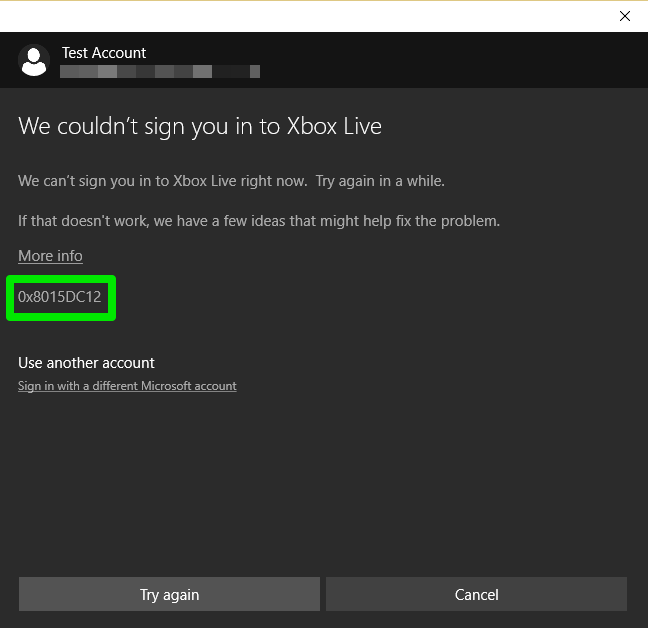 Test Account
We couldn’t sign you in to Xbox Live
We can’t sign you in to Xbox Live right now.  Try again in a while.
If that doesn't work, we have a few ideas that might help fix the problem.
More info
0x8015DC12
Use another account
Sign in with a different Microsoft account
Try again
Cancel